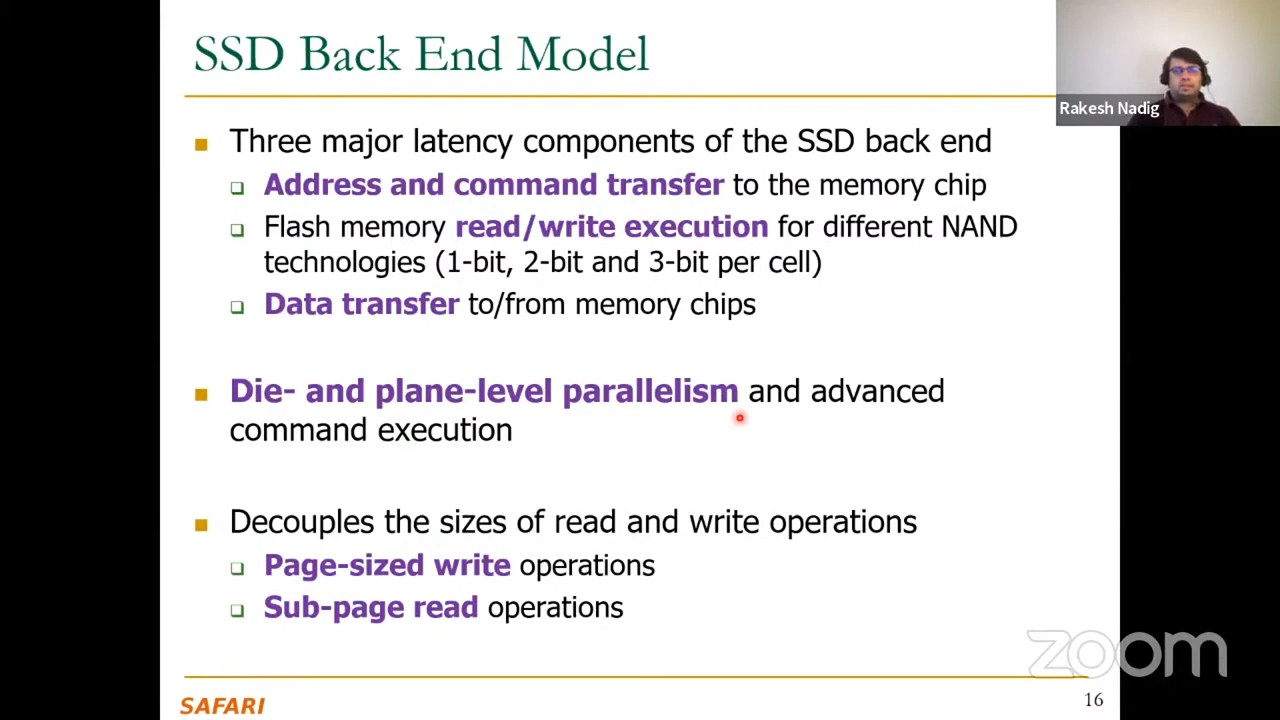 SSD Back End Model
Rakesh Nadig
Three major latency components of the SSD back end
Address and command transfer to the memory chip
Flash memory read/write execution for different NAND
technologies (1-bit, 2-bit and 3-bit per cell)
Data transfer to/from memory chips
Die- and plane-level parallelism and advanced
command execution
Decouples the sizes of read and write operations
Page-sized write operations
Sub-page read operations
zoom
SAFARI
16